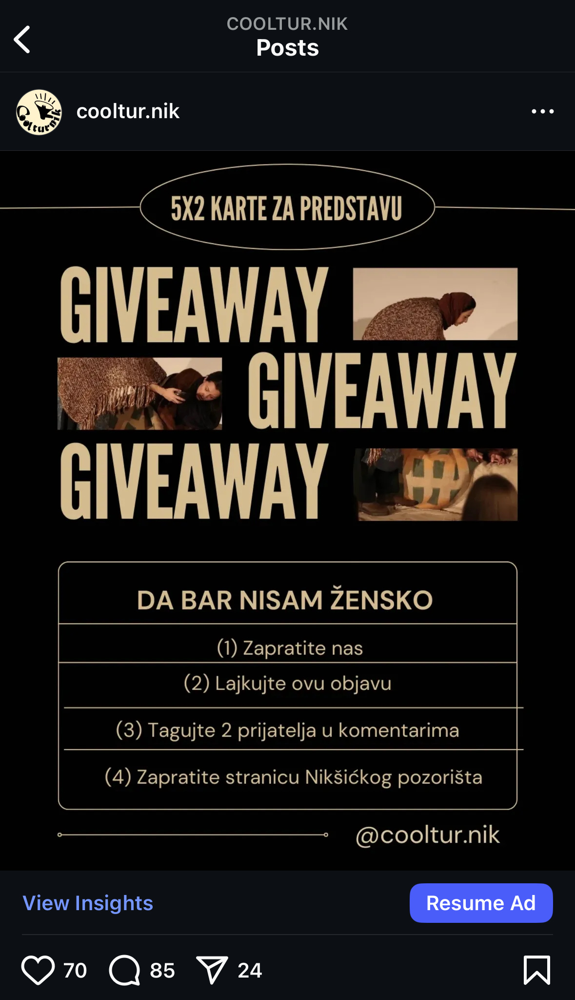 COOLTUR.NIK
Posts
Cooltur nik
cooltur.nik
5X2 KARTE ZA PREDSTAVU
GIVEAWAY
GIVEAWAY
GIVEAWAY
DA BAR NISAM ŽENSKO
(1) Zapratite nas
(2) Lajkujte ovu objavu
(3) Tagujte 2 prijatelja u komentarima
(4) Zapratite stranicu Nikšićkog pozorišta
@cooltur.nik
View Insights
Resume Ad
70
85
24